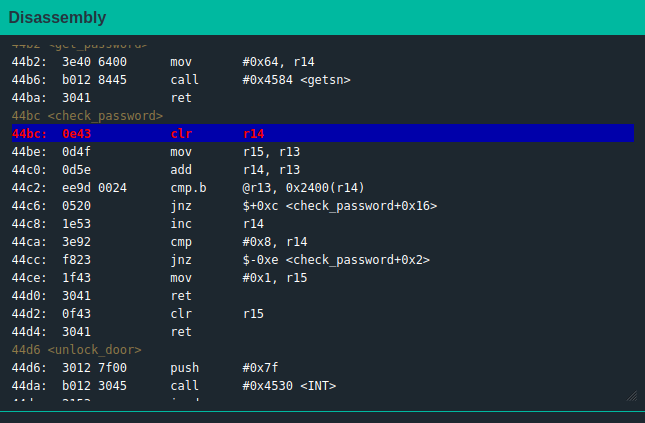 Disassembly
44b2 <get_password>
44b2: 3e40 6400 mov #0x64, r14
44b6: b012 8445 call #0x4584 <getsn>
44ba: 3041 ret
44bc <check_password>
44bc: 0e43 clr r14
44be: 0d4f mov r15, r13
44c0: 0d5e add r14, r13
44c2: ee9d 0024 cmp.b @r13, 0x2400(r14)
44c6: 0520 jnz $+0xc <check_password+0x16>
44c8: 1e53 inc r14
44ca: 3e92 cmp #0x8, r14
44cc: f823 jnz $-0xe <check_password+0x2>
44ce: 1f43 mov #0x1, r15
44d0: 3041 ret
44d2: 0f43 clr r15
44d4: 3041 ret
44d6 <unlock_door>
44d6: 3012 7f00 push #0x7f
44da: b012 3045 call #0x4530 <INT>